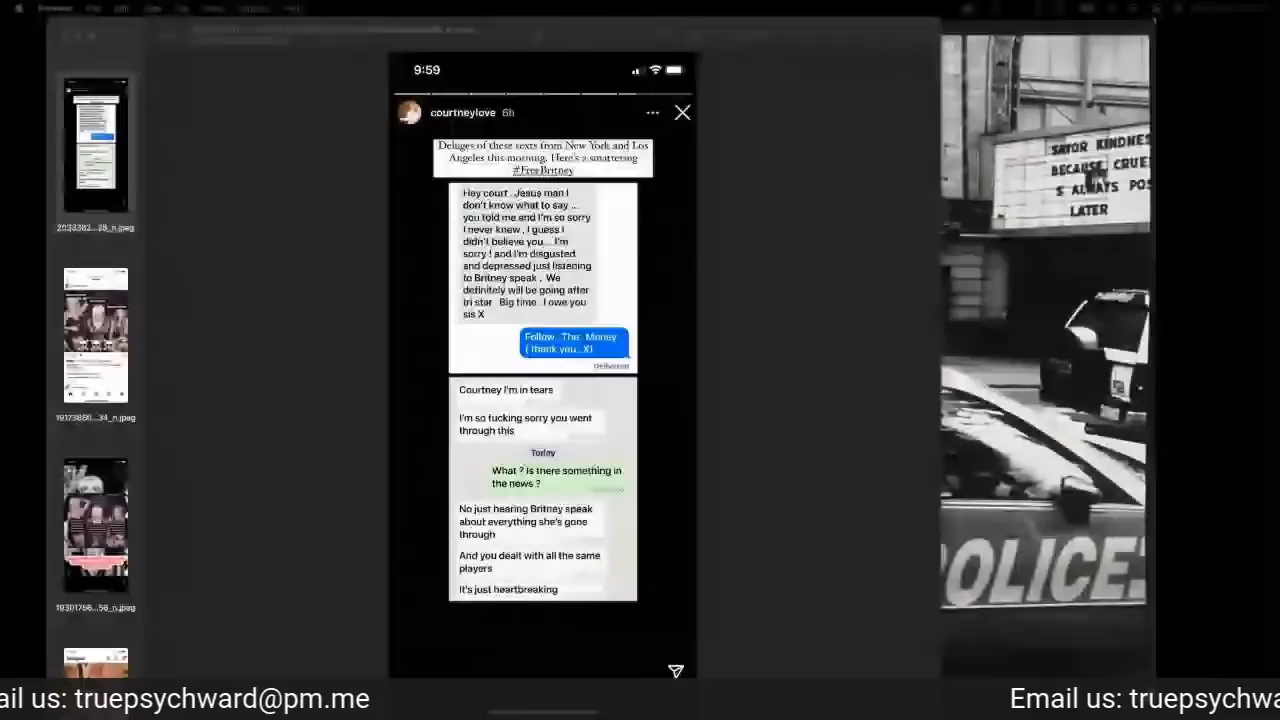 9:59
courtneylove 6h
Deluges of these texts from New York and Los
Angeles this morning. Here's a smattering
#FreeBritney
Hey court . Jesus man I
don't know what to say ...
you told me and I'm so sorry
I never knew , I guess I
didn't believe you... I'm
sorry ! and I'm disgusted
and depressed just listening
to Britney speak . We
definitely will be going after
tri star Big time . I owe you
sis X
Follow . The . Money
( thank you..X)
Delivered
Courtney I'm in tears
I'm so fucking sorry you went
through this
Today
What ? Is there something in
the news ?
No just hearing Britney speak
about everything she's gone
through
And you dealt with all the same
players
It's just heartbreaking
BECAUSE
LATER
POLICE
ail us: truepsychward@pm.me
Email us: truepsychwa